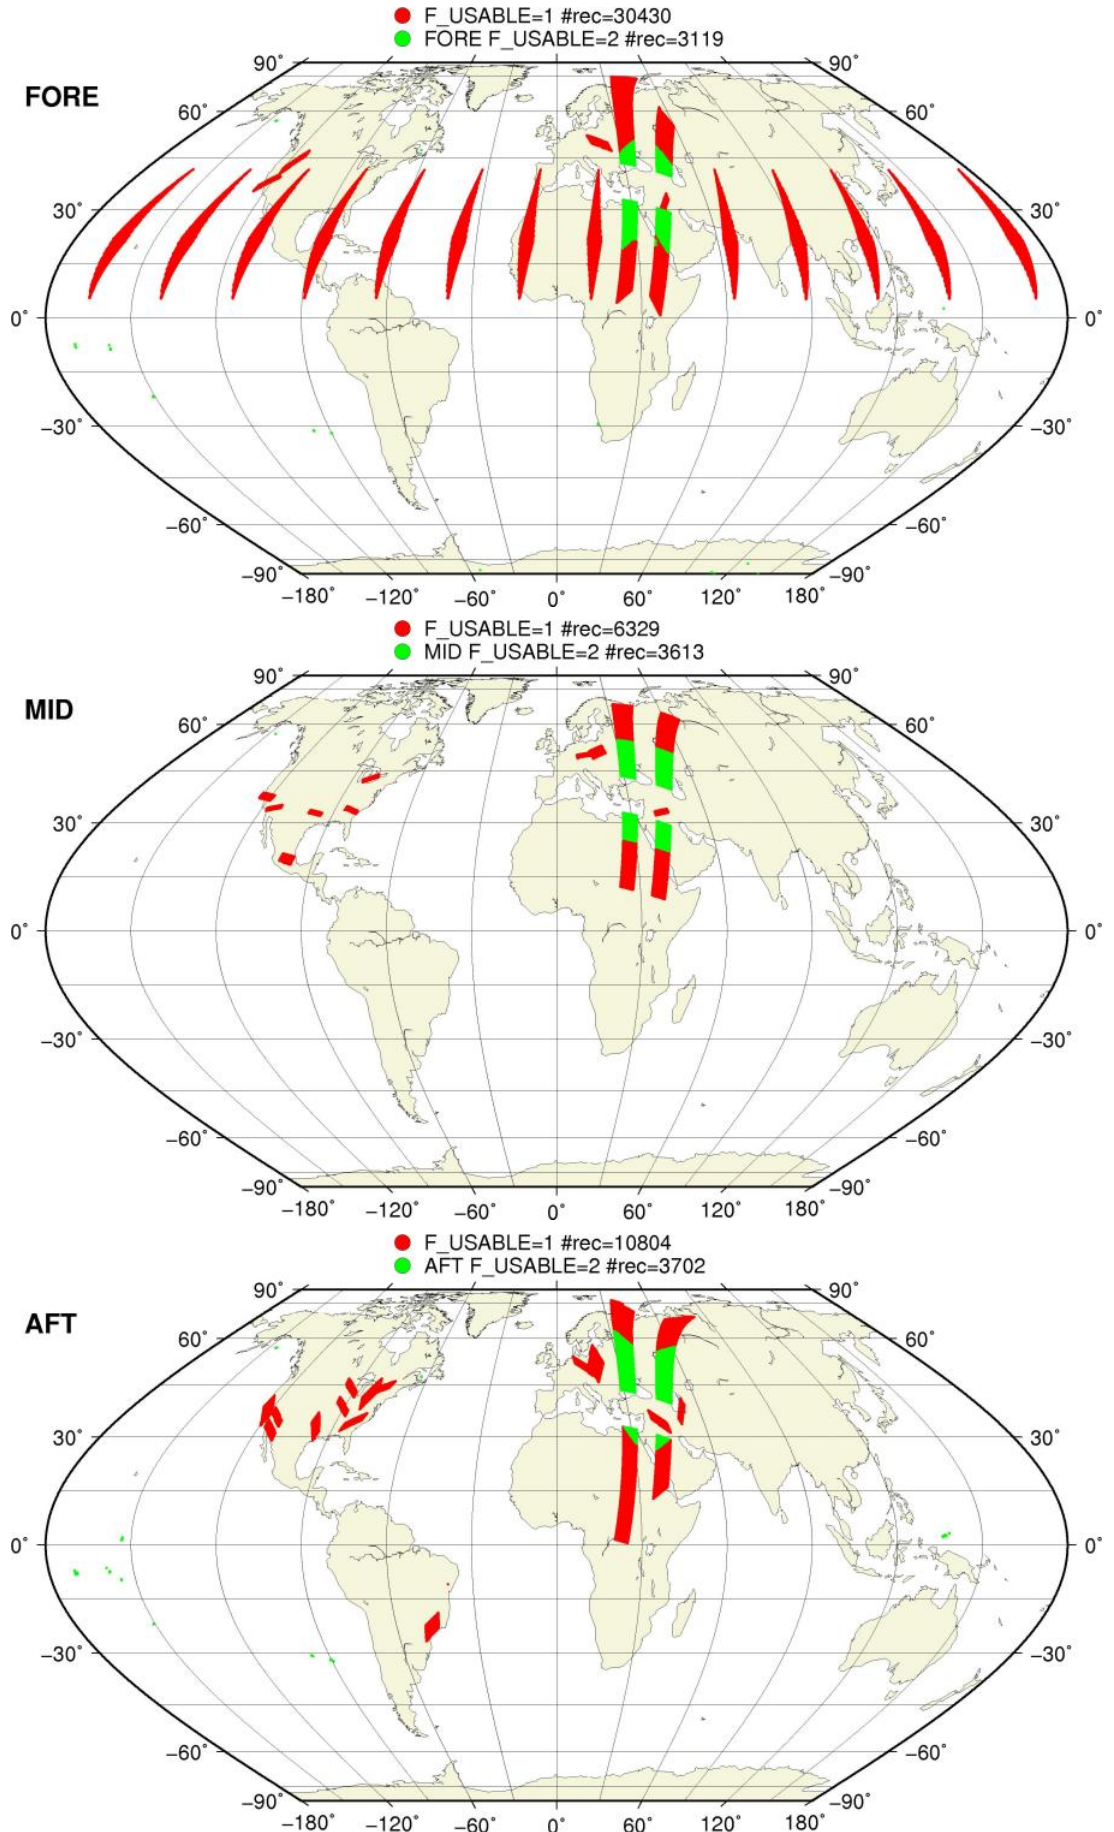 F_USABLE=1 #rec=30430
FORE F_USABLE=2 #rec=3119
FORE
90° 90°
60° 60°
30° 30°
0° 0°
−30° −30°
−60° −60°
−90° −90°
−180° −120° −60° 0° 60° 120° 180°
F_USABLE=1 #rec=6329
MID F_USABLE=2 #rec=3613
MID
90° 90°
60° 60°
30° 30°
0° 0°
−30° −30°
−60° −60°
−90° −90°
−180° −120° −60° 0° 60° 120° 180°
F_USABLE=1 #rec=10804
AFT F_USABLE=2 #rec=3702
AFT
90° 90°
60° 60°
30° 30°
0° 0°
−30° −30°
−60° −60°
−90° −90°
−180° −120° −60° 0° 60° 120° 180°